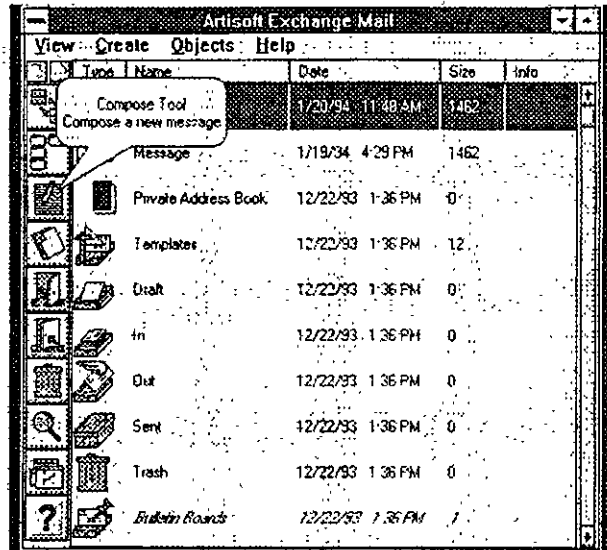 Artisoft Exchange Mail
View Create Objects Help
Type Name Date Size Info
Compose Tool
Compose a new message
1/20/94 11:48 AM 1462
Message 1/19/94 4:29 PM 1462
Private Address Book 12/22/93 1:36 PM 0
Templates 12/22/93 1:36 PM 12
Draft 12/22/93 1:36 PM 0
In 12/22/93 1:36 PM 0
Out 12/22/93 1:36 PM 0
Sent 12/22/93 1:36 PM 0
Trash 12/22/93 1:36 PM 0
Bulletin Boards 12/22/93 1:36 PM 1
?